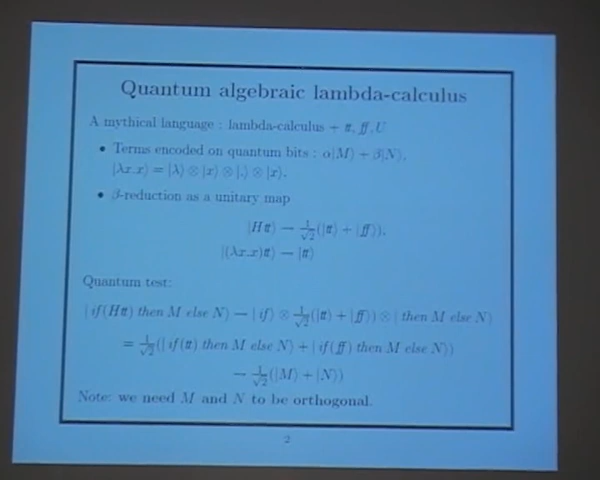 Quantum algebraic lambda-calculus
A mythical language : lambda-calculus + tt, ff, U
• Terms encoded on quantum bits : α|M⟩ + β|N⟩,
|λx.x⟩ = |λ⟩ ⊗ |x⟩ ⊗ |.⟩ ⊗ |x⟩.
• β-reduction as a unitary map
|Htt⟩ → 1/√2(|tt⟩ + |ff⟩),
|(λx.x)tt⟩ → |tt⟩
Quantum test:
| if(Htt) then M else N⟩ → | if⟩ ⊗ 1/√2(|tt⟩ + |ff⟩) ⊗ | then M else N⟩
= 1/√2(| if(tt) then M else N⟩ + | if(ff) then M else N⟩)
→ 1/√2(|M⟩ + |N⟩)
Note: we need M and N to be orthogonal.
2